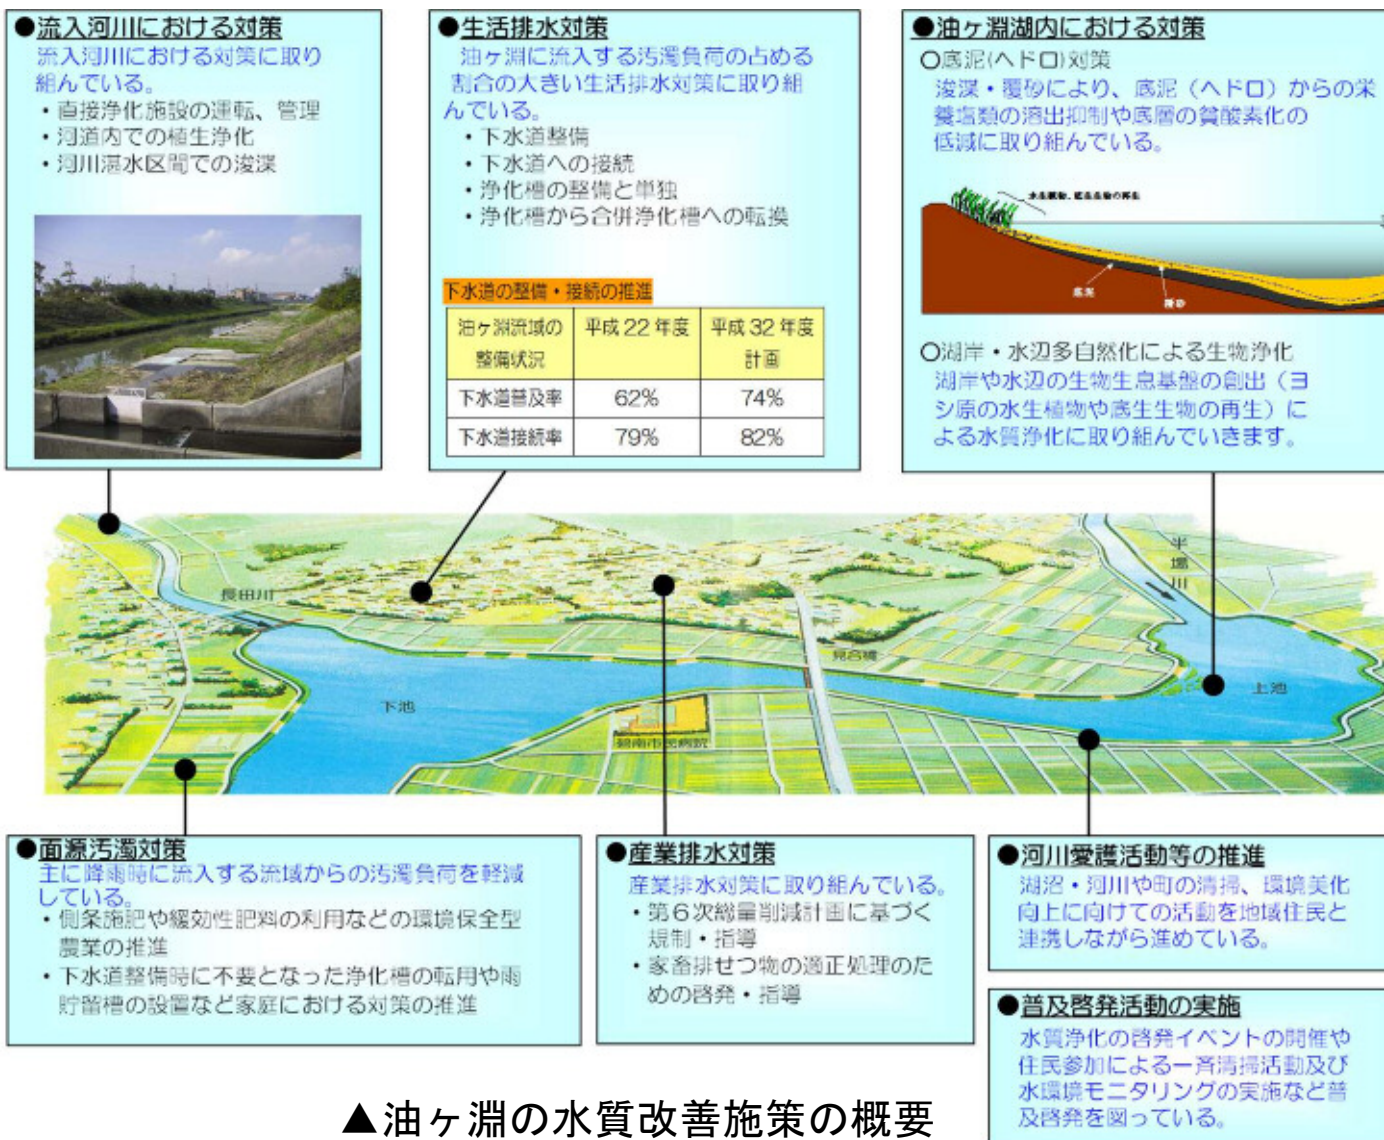 ●流入河川における対策
流入河川における対策に取り
組んでいる。
・直接浄化施設の運転、管理
・河道内での植生浄化
・河川湛水区間での浚渫
●生活排水対策
油ヶ淵に流入する汚濁負荷の占める
割合の大きい生活排水対策に取り組
んでいる。
・下水道整備
・下水道への接続
・浄化槽の整備と単独
・浄化槽から合併浄化槽への転換
下水道の整備・接続の推進
油ヶ淵流域の
整備状況
平成22年度
平成32年度
計画
下水道普及率 62% 74%
下水道接続率 79% 82%
●油ヶ淵湖内における対策
○底泥(ヘドロ)対策
浚渫・覆砂により、底泥（ヘドロ）からの栄
養塩類の溶出抑制や底層の貧酸素化の
低減に取り組んでいる。
水生植物、底生生物の再生
底泥
覆砂
○湖岸・水辺多自然化による生物浄化
湖岸や水辺の生物生息基盤の創出（ヨ
シ原の水生植物や底生生物の再生）に
よる水質浄化に取り組んでいきます。
長田川
半場川
見合橋
下池
上池
碧南市民病院
●面源汚濁対策
主に降雨時に流入する流域からの汚濁負荷を軽減
している。
・側条施肥や緩効性肥料の利用などの環境保全型
農業の推進
・下水道整備時に不要となった浄化槽の転用や雨
貯留槽の設置など家庭における対策の推進
●産業排水対策
産業排水対策に取り組んでいる。
・第６次総量削減計画に基づく
規制・指導
・家畜排せつ物の適正処理のた
めの啓発・指導
●河川愛護活動等の推進
湖沼・河川や町の清掃、環境美化
向上に向けての活動を地域住民と
連携しながら進めている。
●普及啓発活動の実施
水質浄化の啓発イベントの開催や
住民参加による一斉清掃活動及び
水環境モニタリングの実施など普
及啓発を図っている。
▲油ヶ淵の水質改善施策の概要